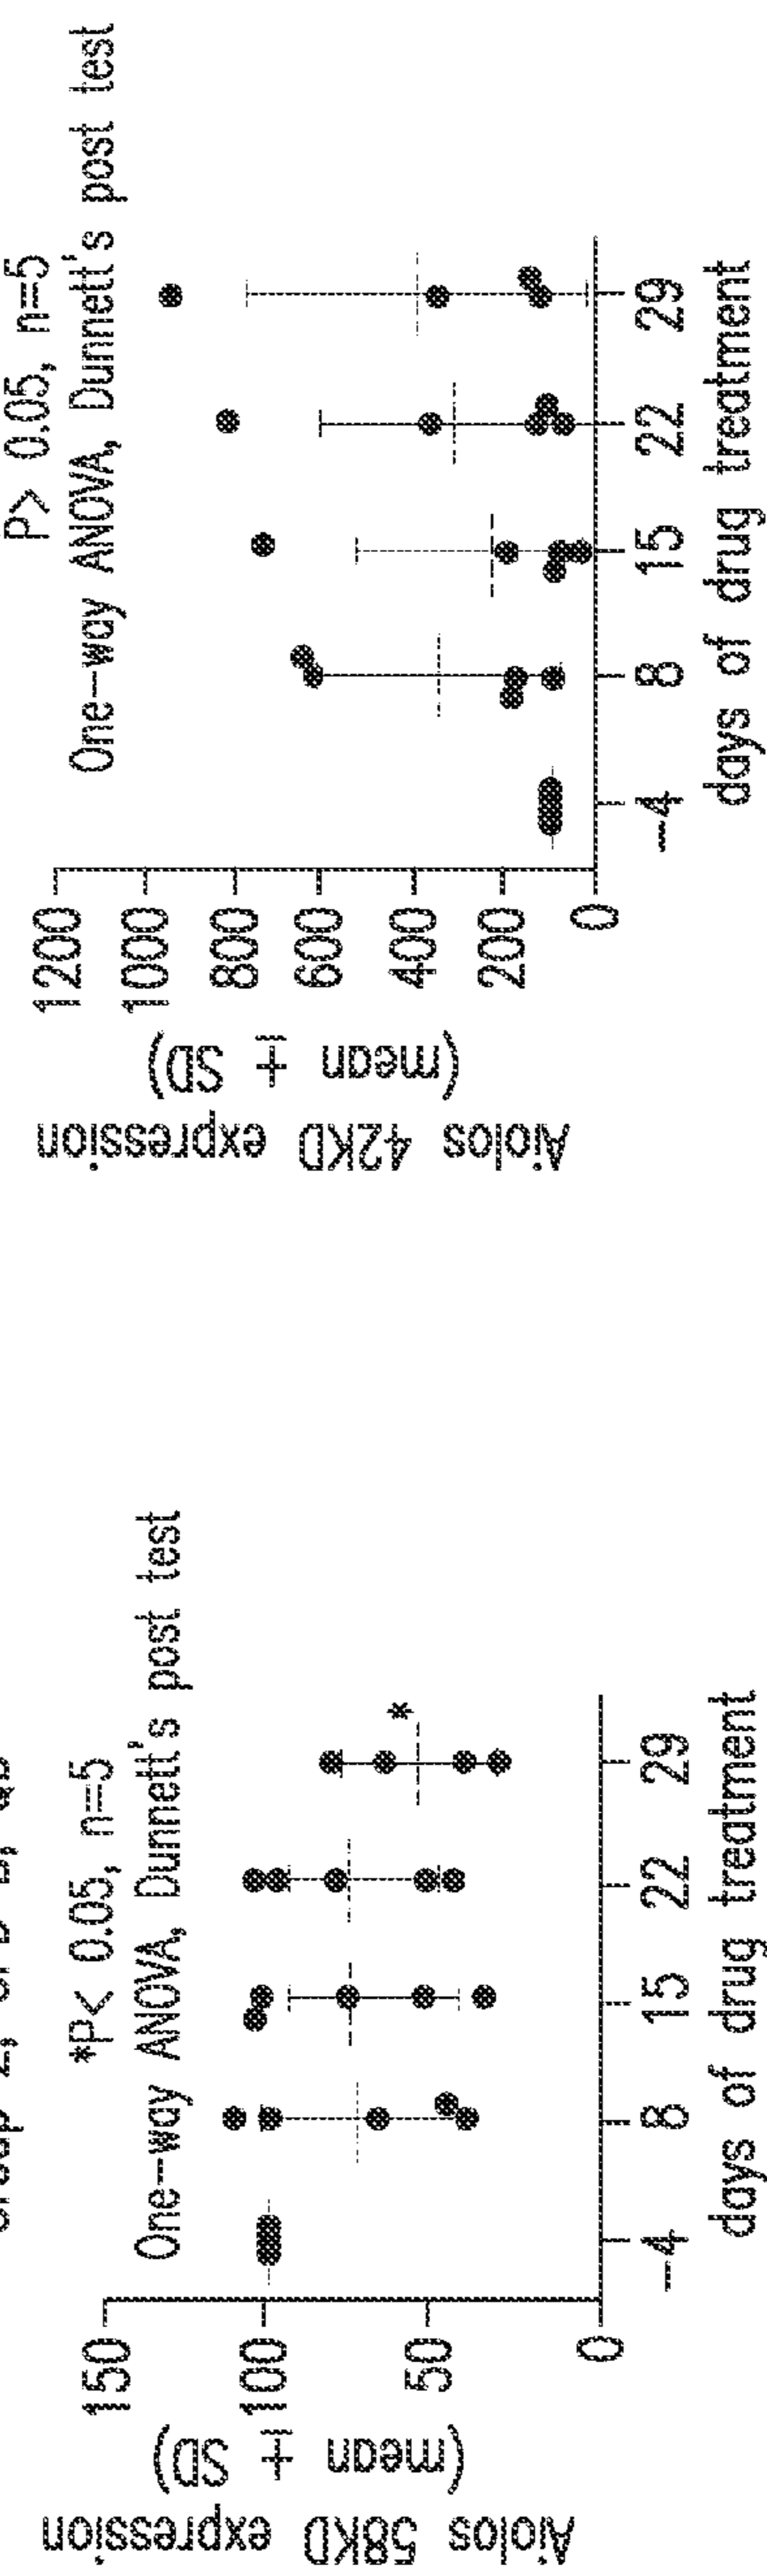 *P< 0.05, n=5
One-way ANOVA, Dunnett's post test
Aiolos 58KD expression
(mean ± SD)
150
100
50
0
-4 8 15 22 29
days of drug treatment
P> 0.05, n=5
One-way ANOVA, Dunnett's post test
Aiolos 42KD expression
(mean ± SD)
1200
1000
800
600
400
200
0
-4 8 15 22 29
days of drug treatment
*